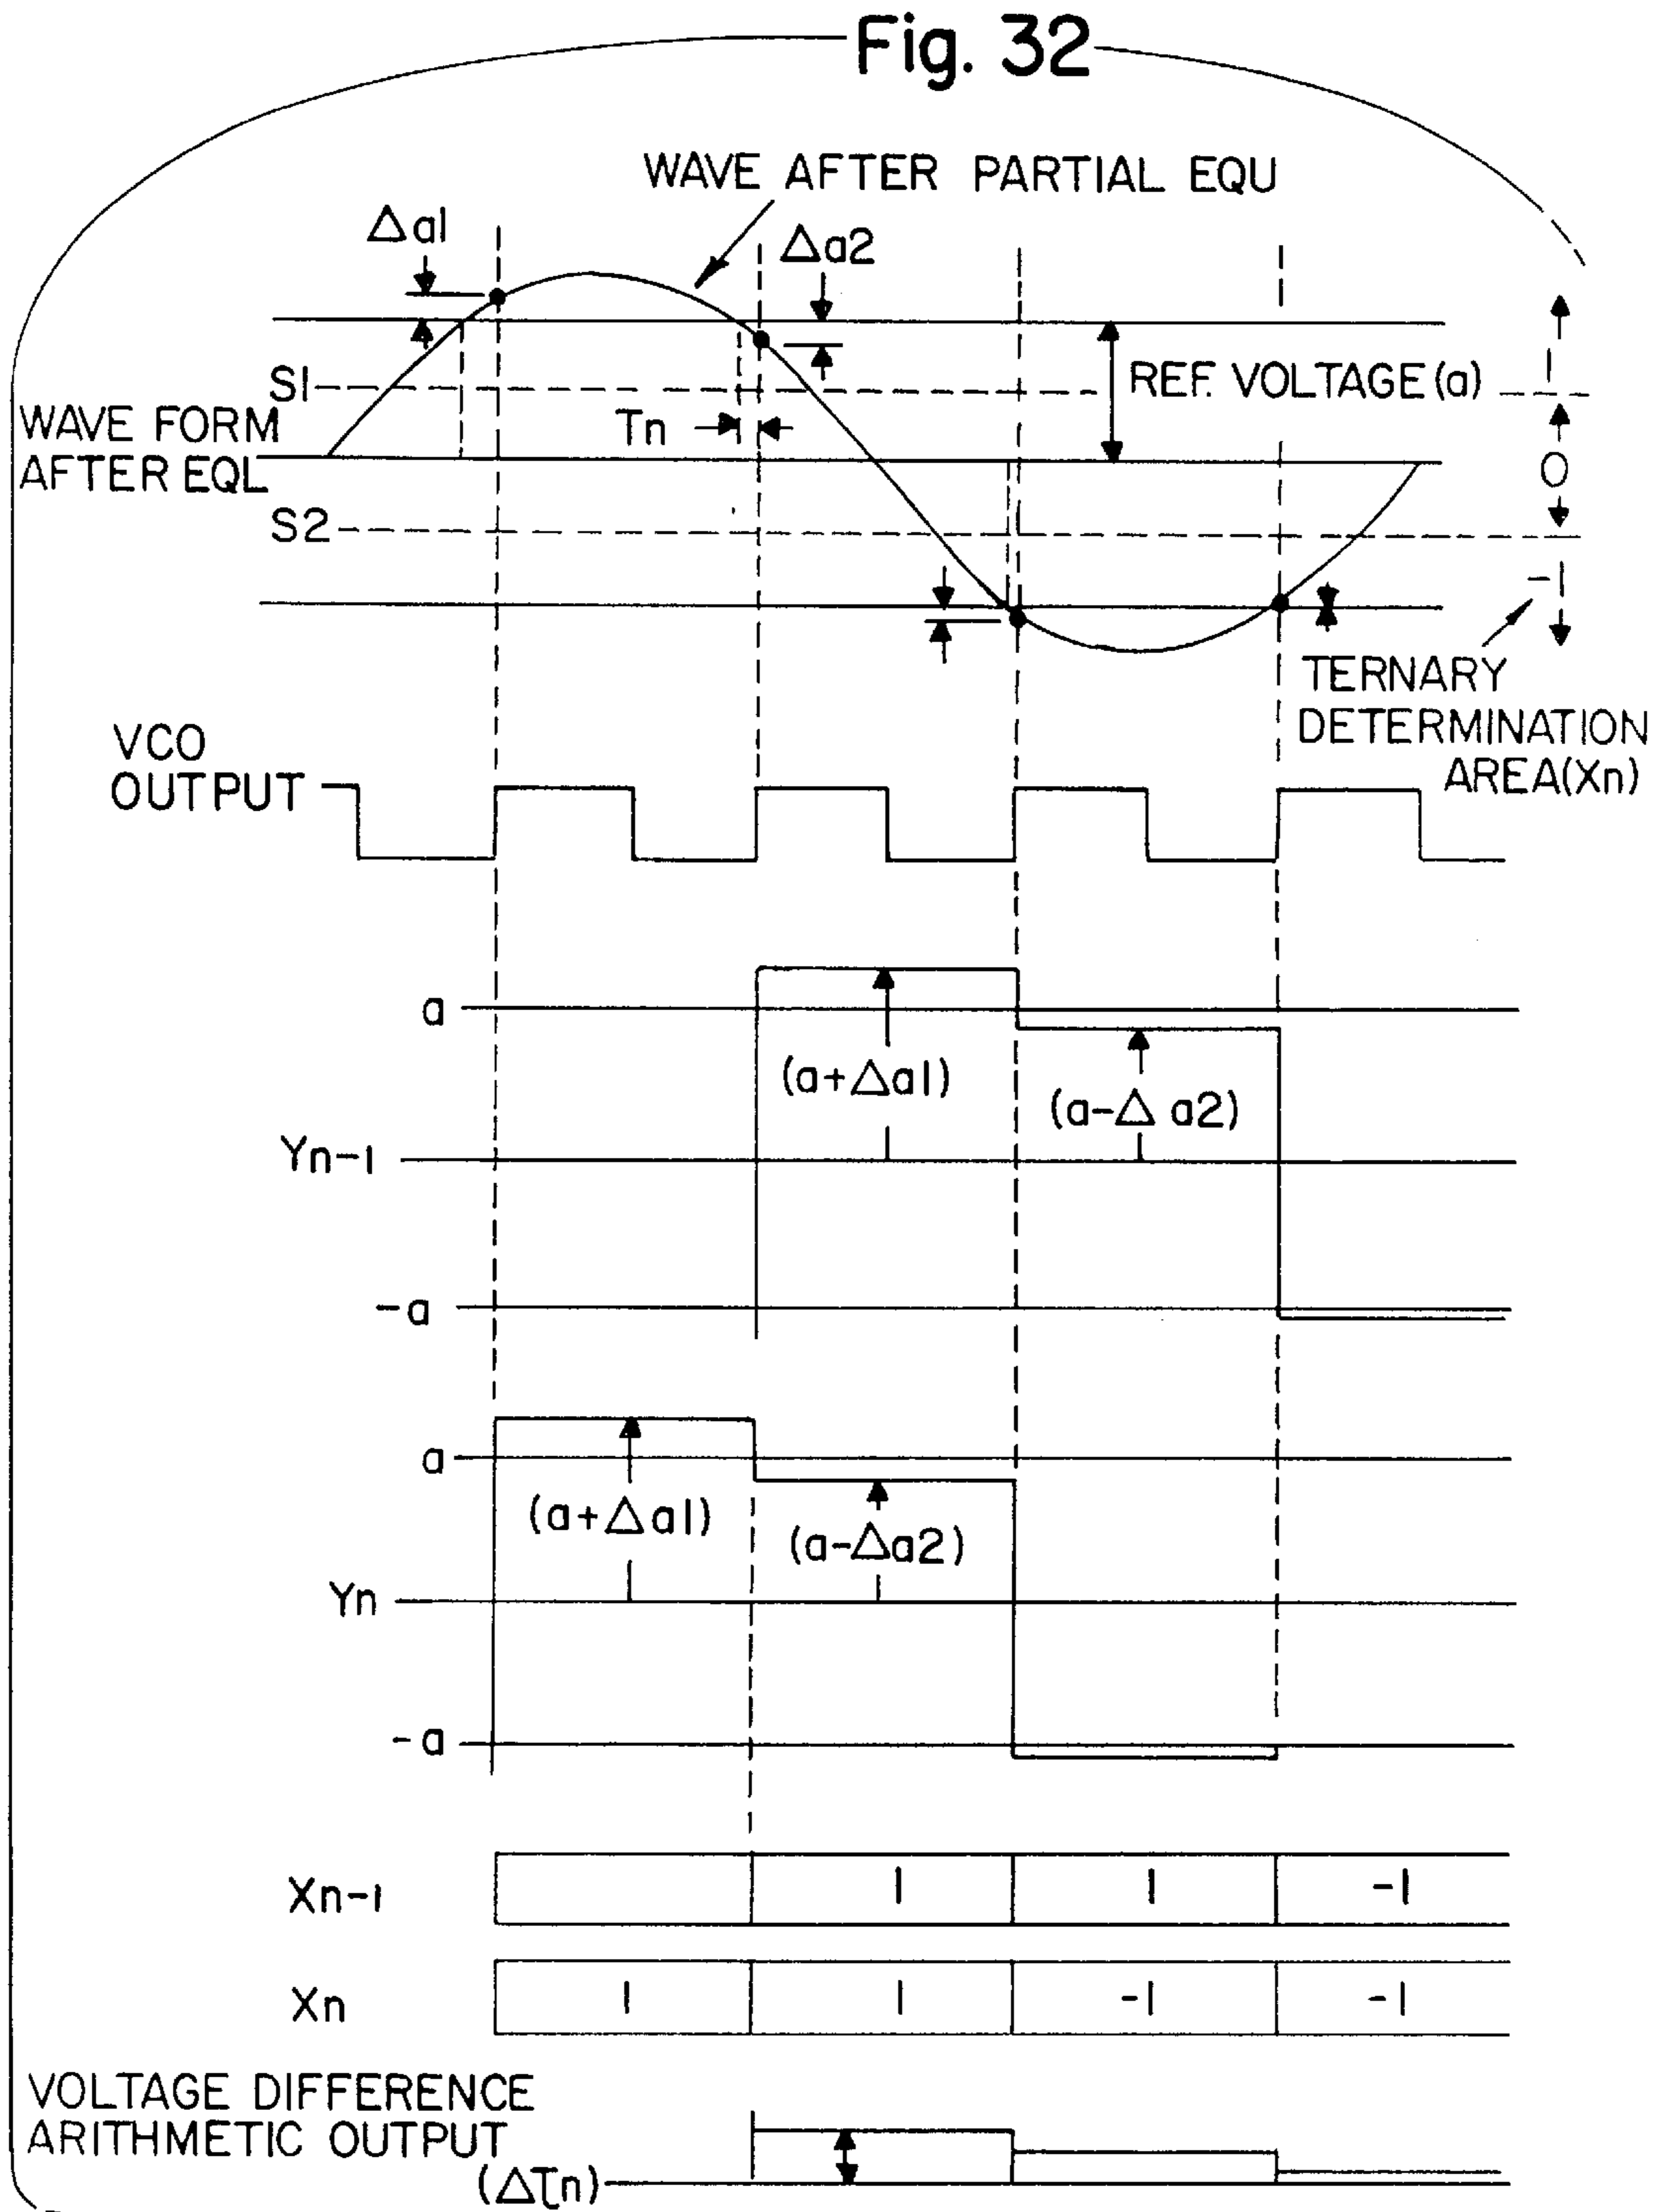 Fig. 32
WAVE AFTER PARTIAL EQU
Δa1
Δa2
S1
REF. VOLTAGE (a)
1
WAVE FORM
AFTER EQL
Tn
0
S2
-1
TERNARY
DETERMINATION
AREA(Xn)
VCO
OUTPUT
a
(a+Δa1)
(a-Δ a2)
Yn-1
-a
a
(a+Δa1)
(a-Δa2)
Yn
-a
Xn-1 1 1 -1
Xn 1 1 -1 -1
VOLTAGE DIFFERENCE
ARITHMETIC OUTPUT
(Δτn)